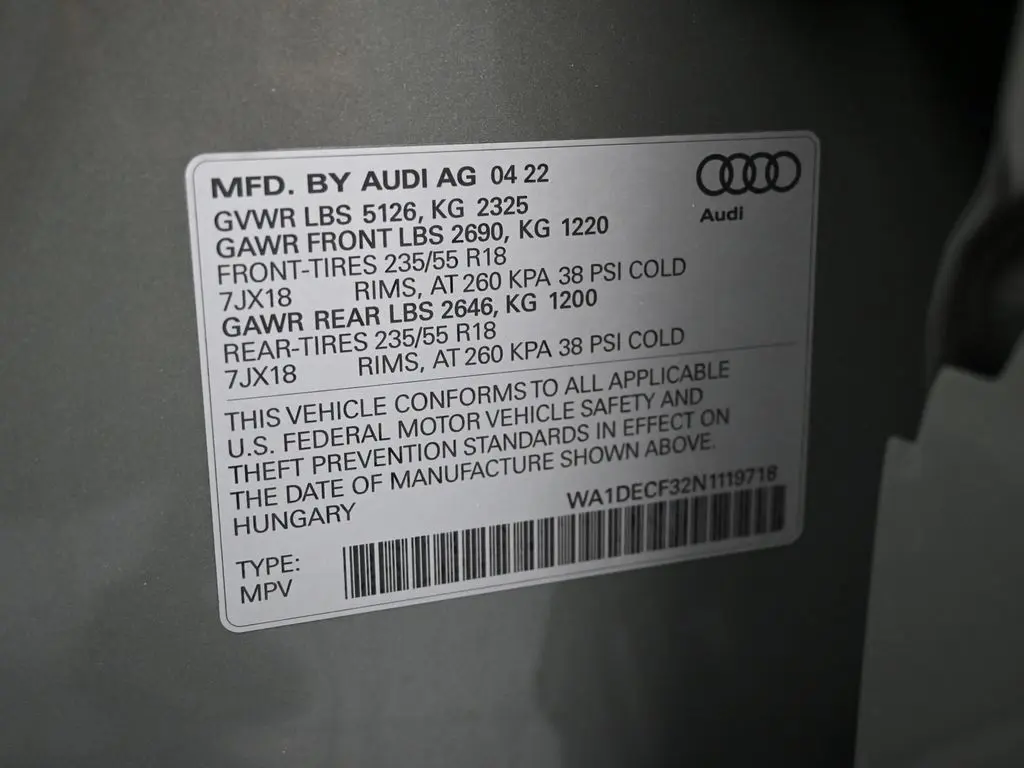 MFD. BY AUDI AG 04 22
Audi
GVWR LBS 5126, KG 2325
GAWR FRONT LBS 2690, KG 1220
FRONT-TIRES 235/55 R18
7JX18 RIMS, AT 260 KPA 38 PSI COLD
GAWR REAR LBS 2646, KG 1200
REAR-TIRES 235/55 R18
7JX18 RIMS, AT 260 KPA 38 PSI COLD
THIS VEHICLE CONFORMS TO ALL APPLICABLE
U.S. FEDERAL MOTOR VEHICLE SAFETY AND
THEFT PREVENTION STANDARDS IN EFFECT ON
THE DATE OF MANUFACTURE SHOWN ABOVE.
HUNGARY WA1DECF32N1119718
TYPE:
MPV